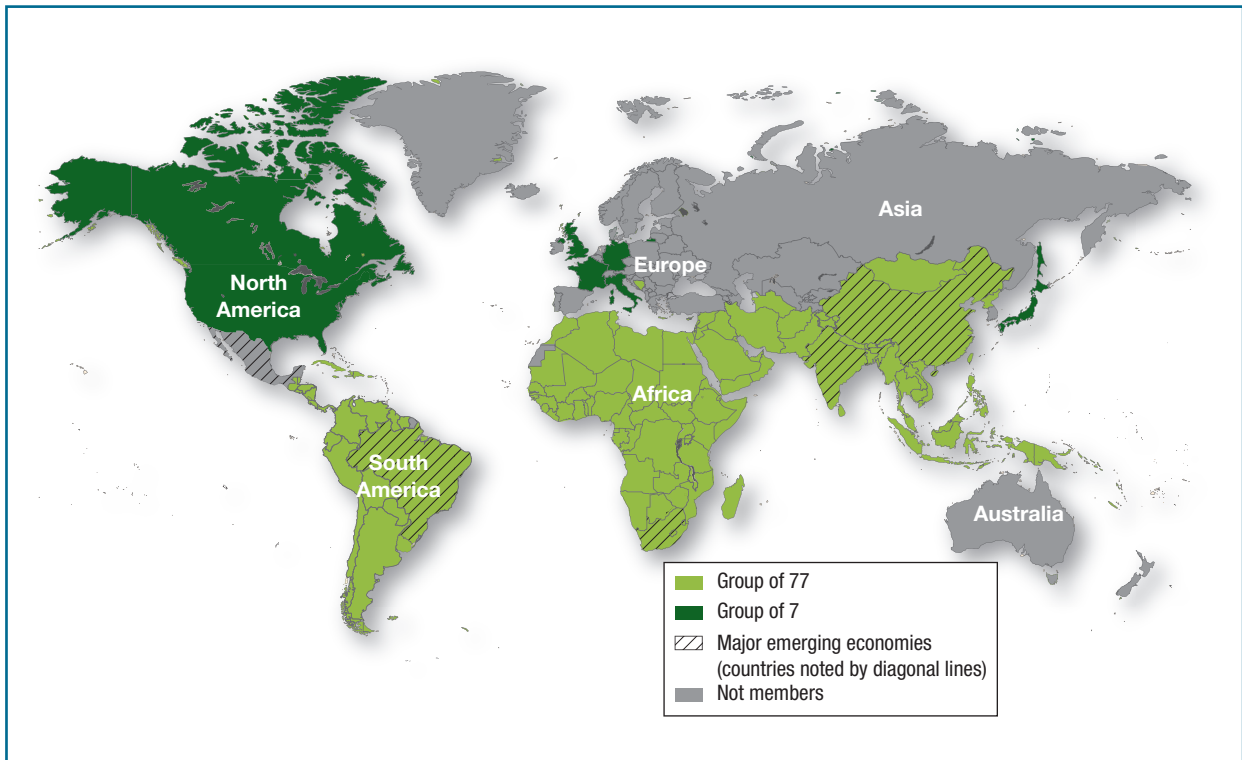 Asia
Europe
North
America
Africa
South
America
Australia
Group of 77
Group of 7
Major emerging economies
(countries noted by diagonal lines)
Not members